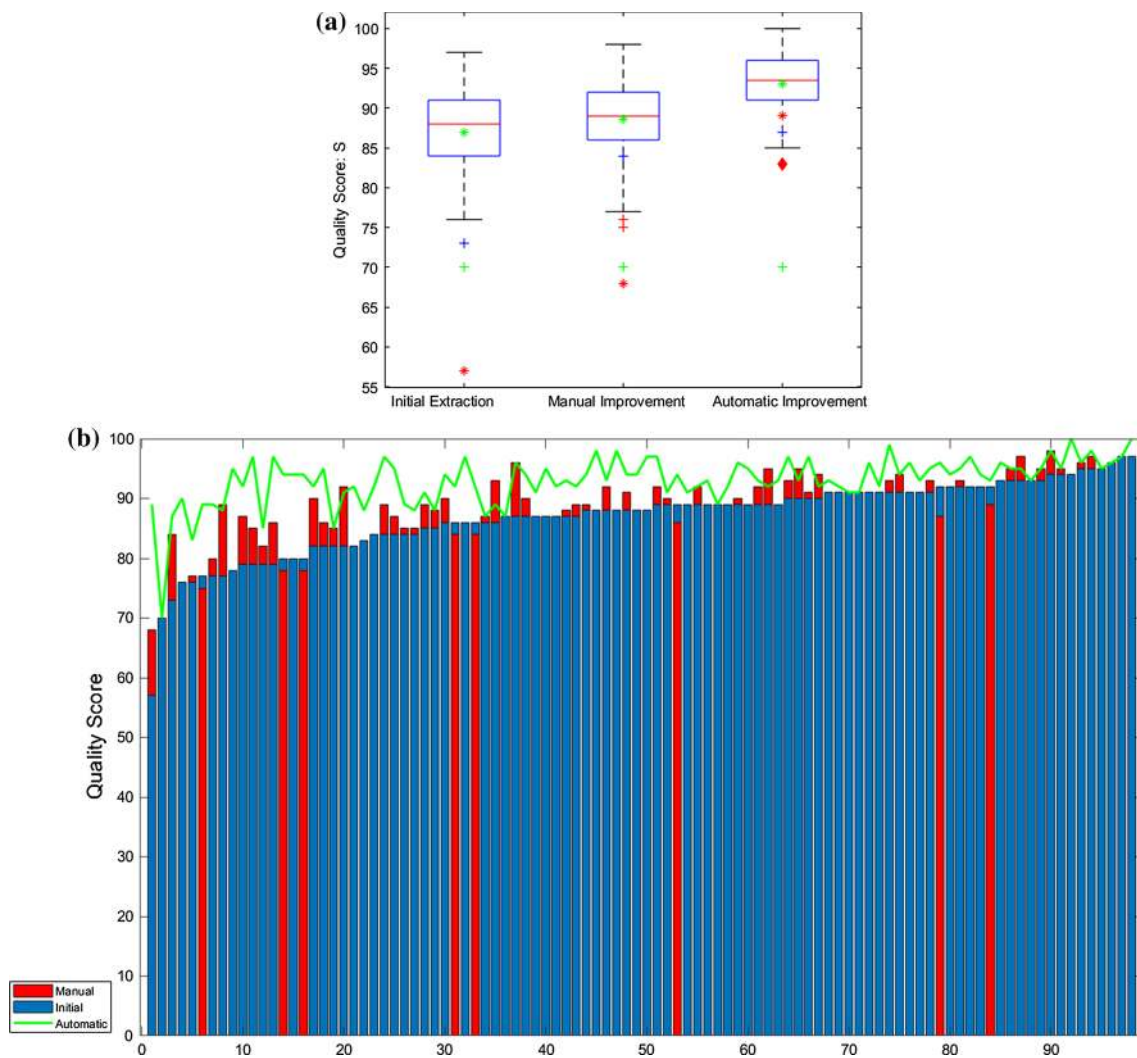 (a)
100
95
90
85
80
75
70
65
60
55
Quality Score: S
Initial Extraction Manual Improvement Automatic Improvement
(b)
100
90
80
70
60
50
40
30
20
10
0
Quality Score
Manual
Initial
Automatic
0 10 20 30 40 50 60 70 80 90